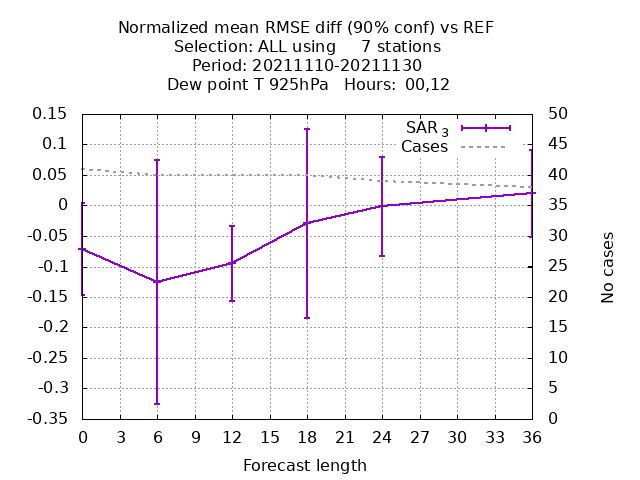 Normalized mean RMSE diff (90% conf) vs REF
Selection: ALL using     7 stations
Period: 20211110-20211130
Dew point T 925hPa   Hours:  00,12
0.15
0.1
0.05
0
-0.05
-0.1
-0.15
-0.2
-0.25
-0.3
-0.35
SAR 3
Cases
50
45
40
35
30
25
20
15
10
5
0
No cases
0 3 6 9 12 15 18 21 24 27 30 33 36
Forecast length